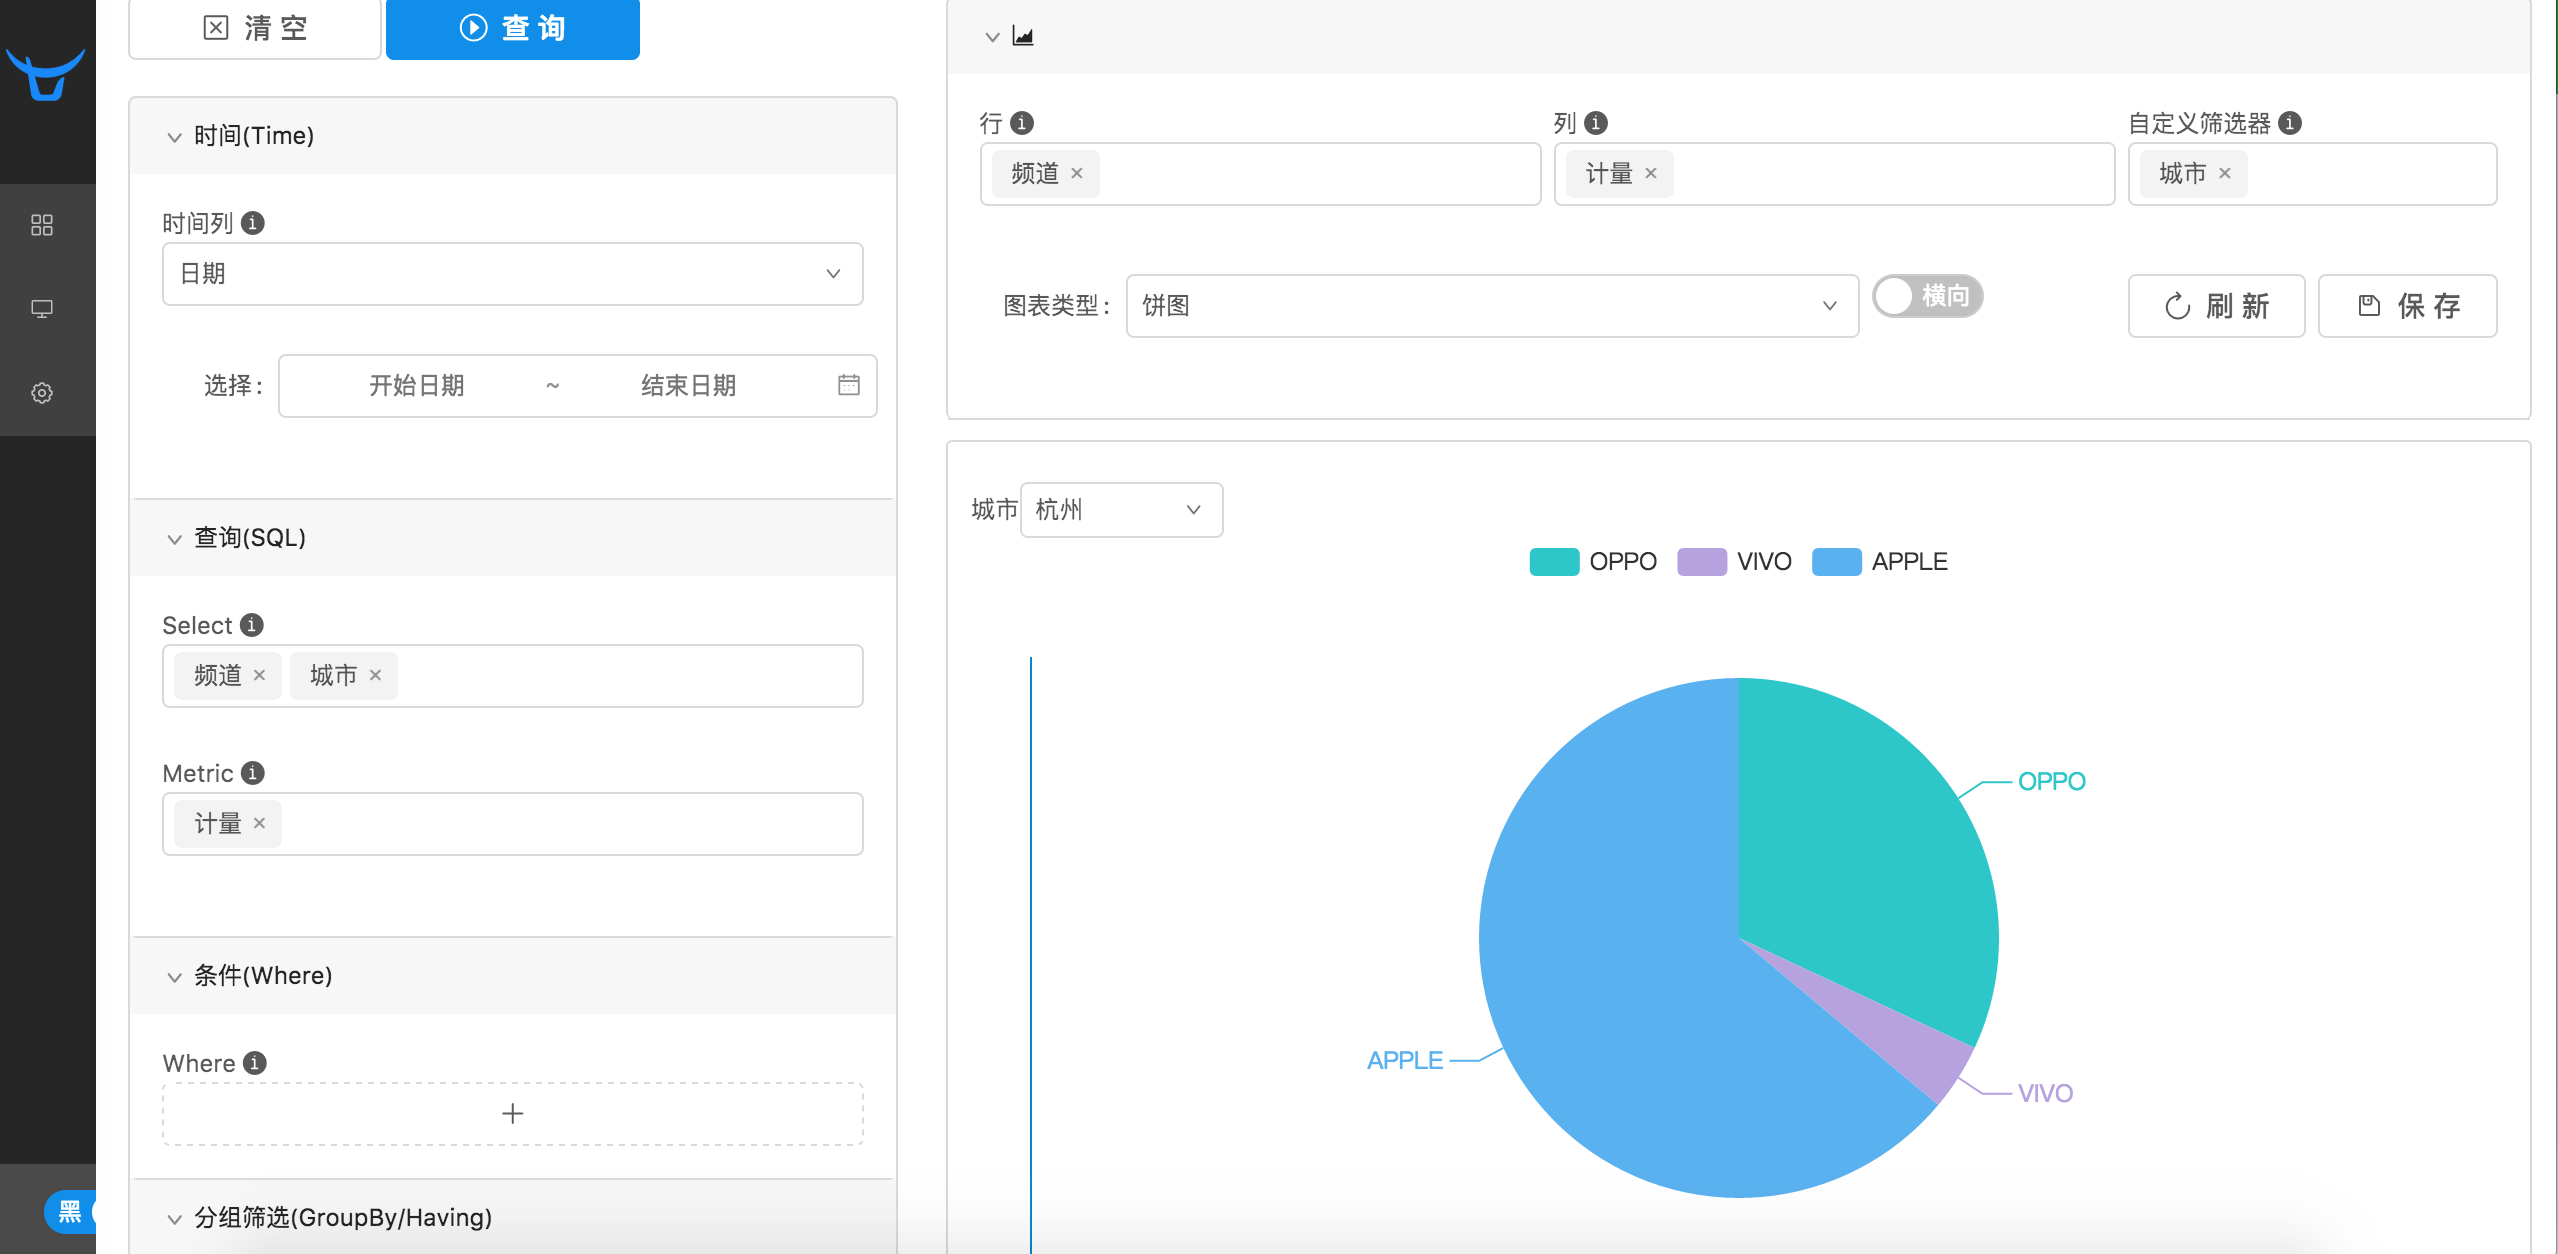 清 空
查 询
时间(Time)
时间列
日期
选择:
开始日期 ~ 结束日期
查询(SQL)
Select
频道 × 城市 ×
Metric
计量 ×
条件(Where)
Where
+
分组筛选(GroupBy/Having)
黑
行
频道 ×
列
计量 ×
自定义筛选器
城市 ×
图表类型:
饼图
横向
刷 新
保 存
城市 杭州
OPPO VIVO APPLE
OPPO
APPLE
VIVO